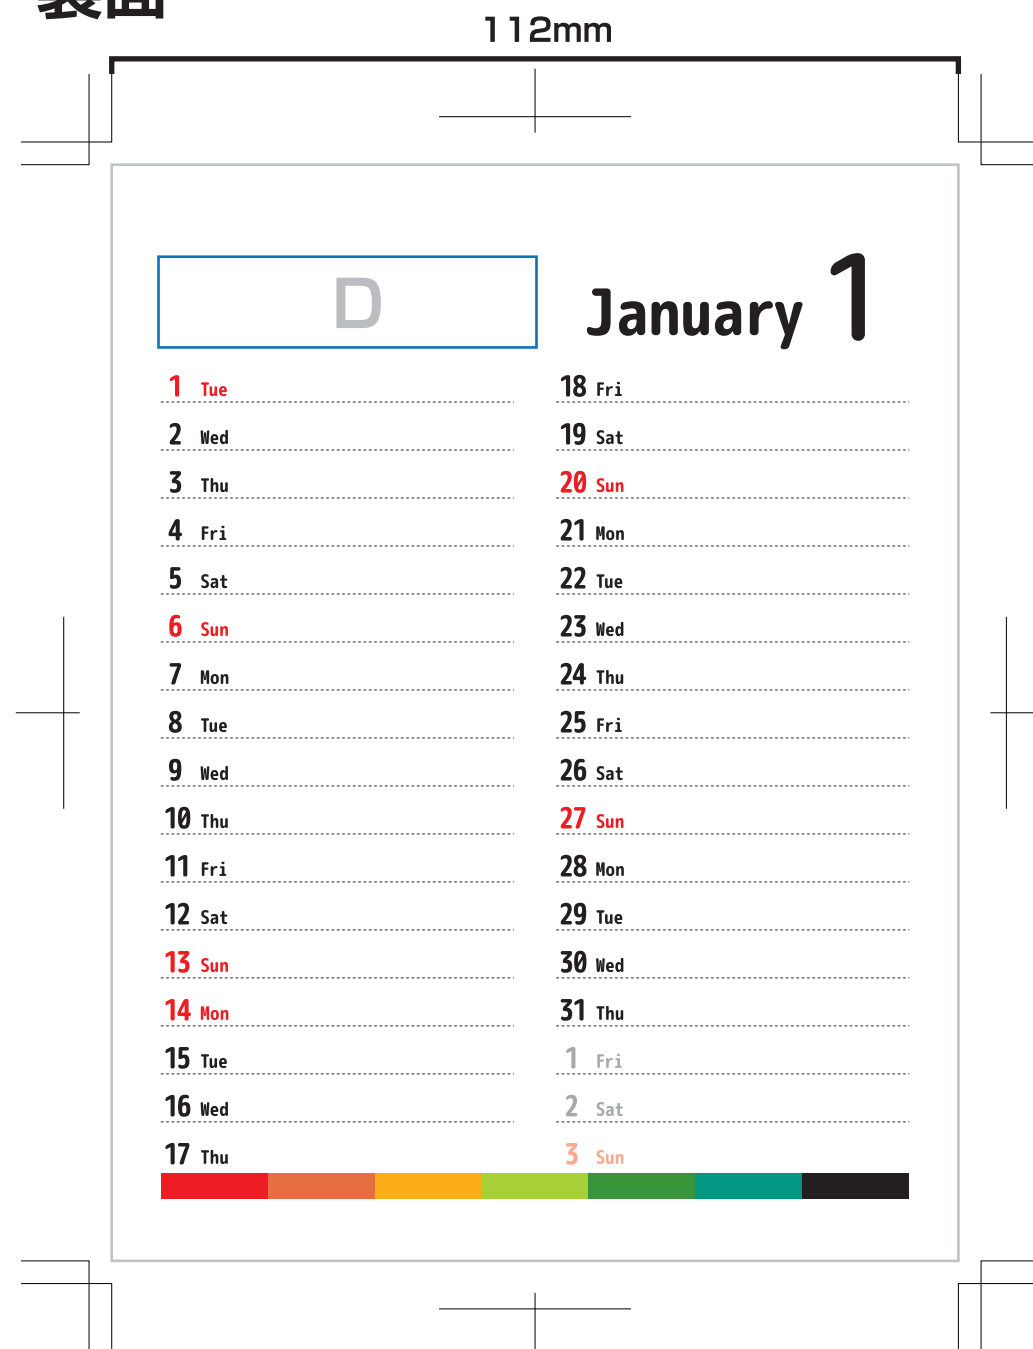 裏面
112mm
D
January 1
1 Tue
2 Wed
3 Thu
4 Fri
5 Sat
6 Sun
7 Mon
8 Tue
9 Wed
10 Thu
11 Fri
12 Sat
13 Sun
14 Mon
15 Tue
16 Wed
17 Thu
18 Fri
19 Sat
20 Sun
21 Mon
22 Tue
23 Wed
24 Thu
25 Fri
26 Sat
27 Sun
28 Mon
29 Tue
30 Wed
31 Thu
1 Fri
2 Sat
3 Sun